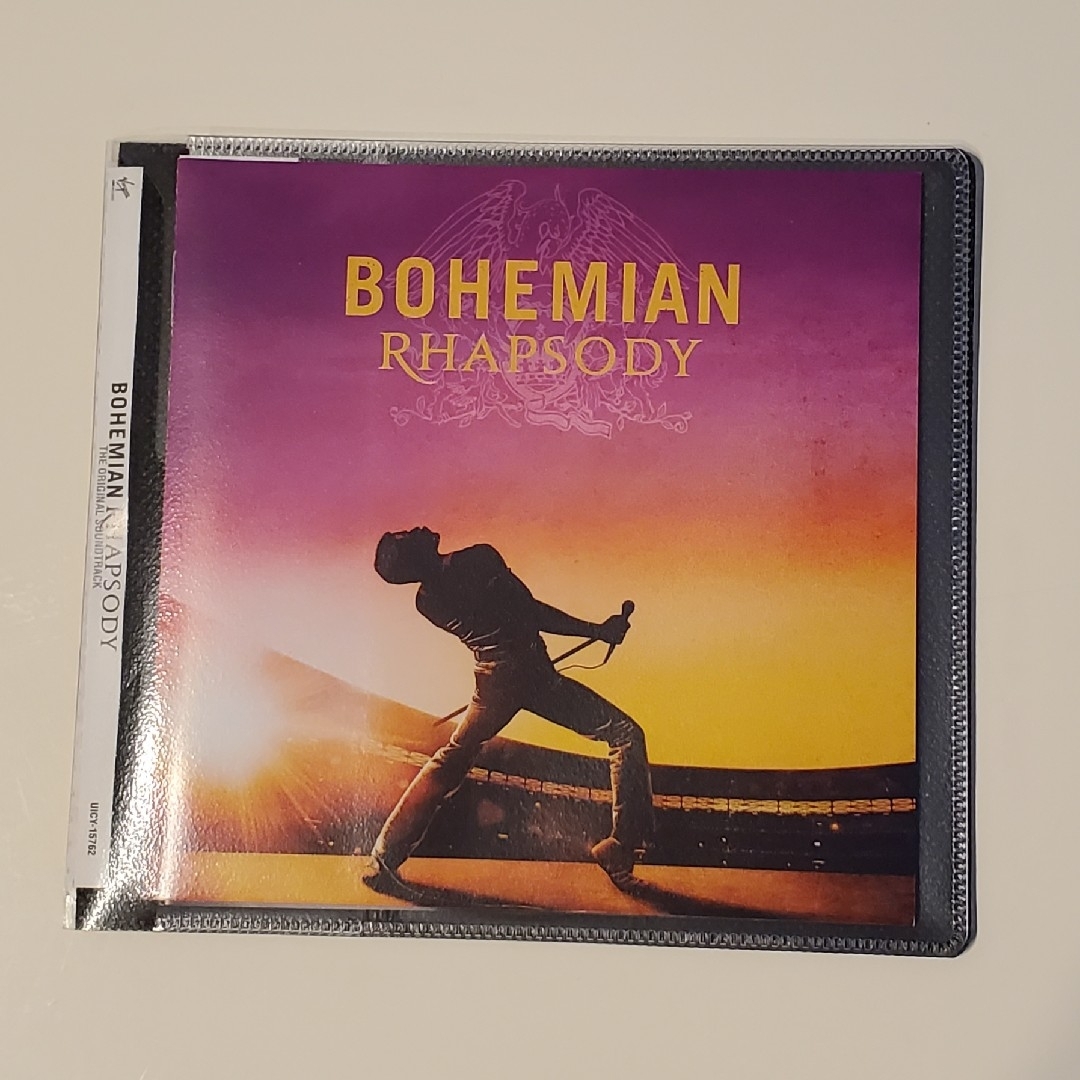 BOHEMIAN
RHAPSODY
BOHEMIAN RHAPSODY
THE ORIGINAL SOUNDTRACK
UICY-15762